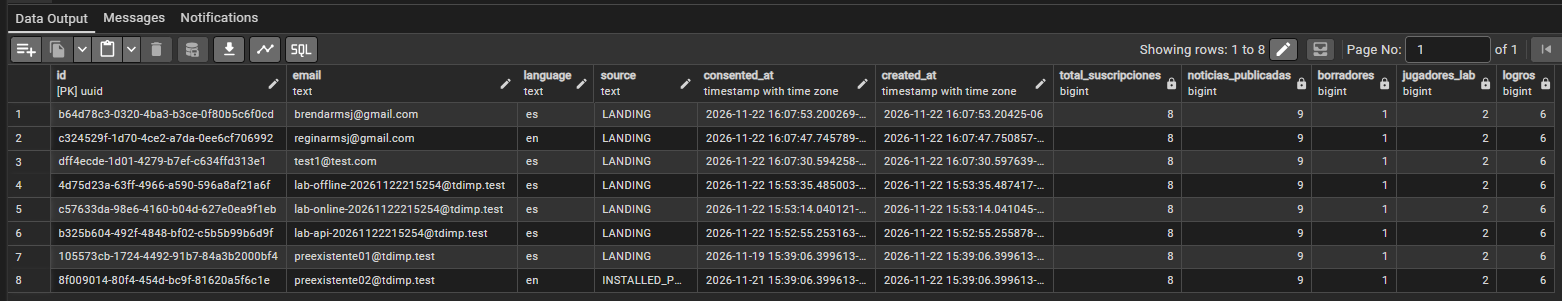 Data Output Messages Notifications
SQL Showing rows: 1 to 8 Page No: 1 of 1
id email language source consented_at created_at total_suscripciones noticias_publicadas borradores jugadores_lab logros
[PK] uuid text text text timestamp with time zone timestamp with time zone bigint bigint bigint bigint bigint
1 b64d78c3-0320-4ba3-b3ce-0f80b5c6f0cd brendarmsj@gmail.com es LANDING 2026-11-22 16:07:53.200269-... 2026-11-22 16:07:53.20425-06 8 9 1 2 6
2 c324529f-1d70-4ce2-a7da-0ee6cf706992 reginarmsj@gmail.com en LANDING 2026-11-22 16:07:47.745789-... 2026-11-22 16:07:47.750857-... 8 9 1 2 6
3 dff4ecde-1d01-4279-b7ef-c634ffd313e1 test1@test.com es LANDING 2026-11-22 16:07:30.594258-... 2026-11-22 16:07:30.597639-... 8 9 1 2 6
4 4d75d23a-63ff-4966-a590-596a8af21a6f lab-offline-20261122215254@tdimp.test es LANDING 2026-11-22 15:53:35.485003-... 2026-11-22 15:53:35.487417-... 8 9 1 2 6
5 c57633da-98e6-4160-b04d-627e0ea9f1eb lab-online-20261122215254@tdimp.test es LANDING 2026-11-22 15:53:14.040121-... 2026-11-22 15:53:14.041045-... 8 9 1 2 6
6 b325b604-492f-4848-bf02-c5b5b99b6d9f lab-api-20261122215254@tdimp.test es LANDING 2026-11-22 15:52:55.253163-... 2026-11-22 15:52:55.255878-... 8 9 1 2 6
7 105573cb-1724-4492-91b7-84a3b2000bf4 preexistente01@tdimp.test es LANDING 2026-11-19 15:39:06.399613-... 2026-11-22 15:39:06.399613-... 8 9 1 2 6
8 8f009014-80f4-454d-bc9f-81620a5f6c1e preexistente02@tdimp.test en INSTALLED_P... 2026-11-21 15:39:06.399613-... 2026-11-22 15:39:06.399613-... 8 9 1 2 6